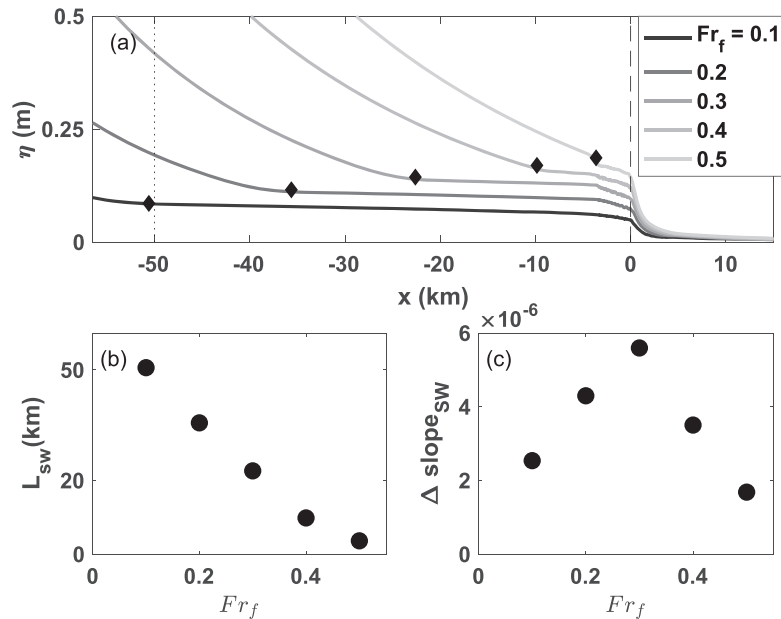 0.5
(a)
0.25
0
η (m)
-50
-40
-30
-20
-10
0
10
x (km)
Fr_f = 0.1
0.2
0.3
0.4
0.5
(b)
50
20
0
L_sw(km)
0
0.2
0.4
Fr_f
×10^-6
6
(c)
4
2
0
Δ slope_SW
0
0.2
0.4
Fr_f